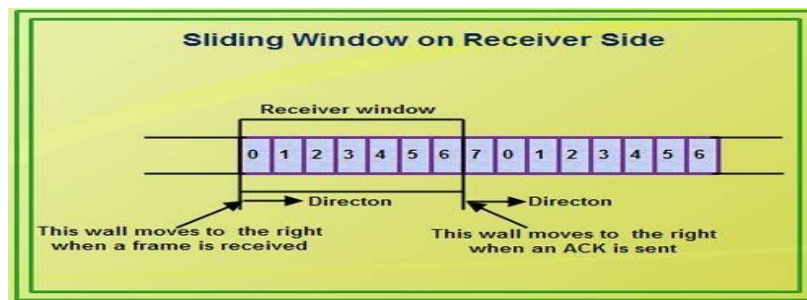 Sliding Window on Receiver Side
Receiver window
0 1 2 3 4 5 6 7 0 1 2 3 4 5 6
Directon Directon
This wall moves to the right
when a frame is received
This wall moves to the right
when an ACK is sent